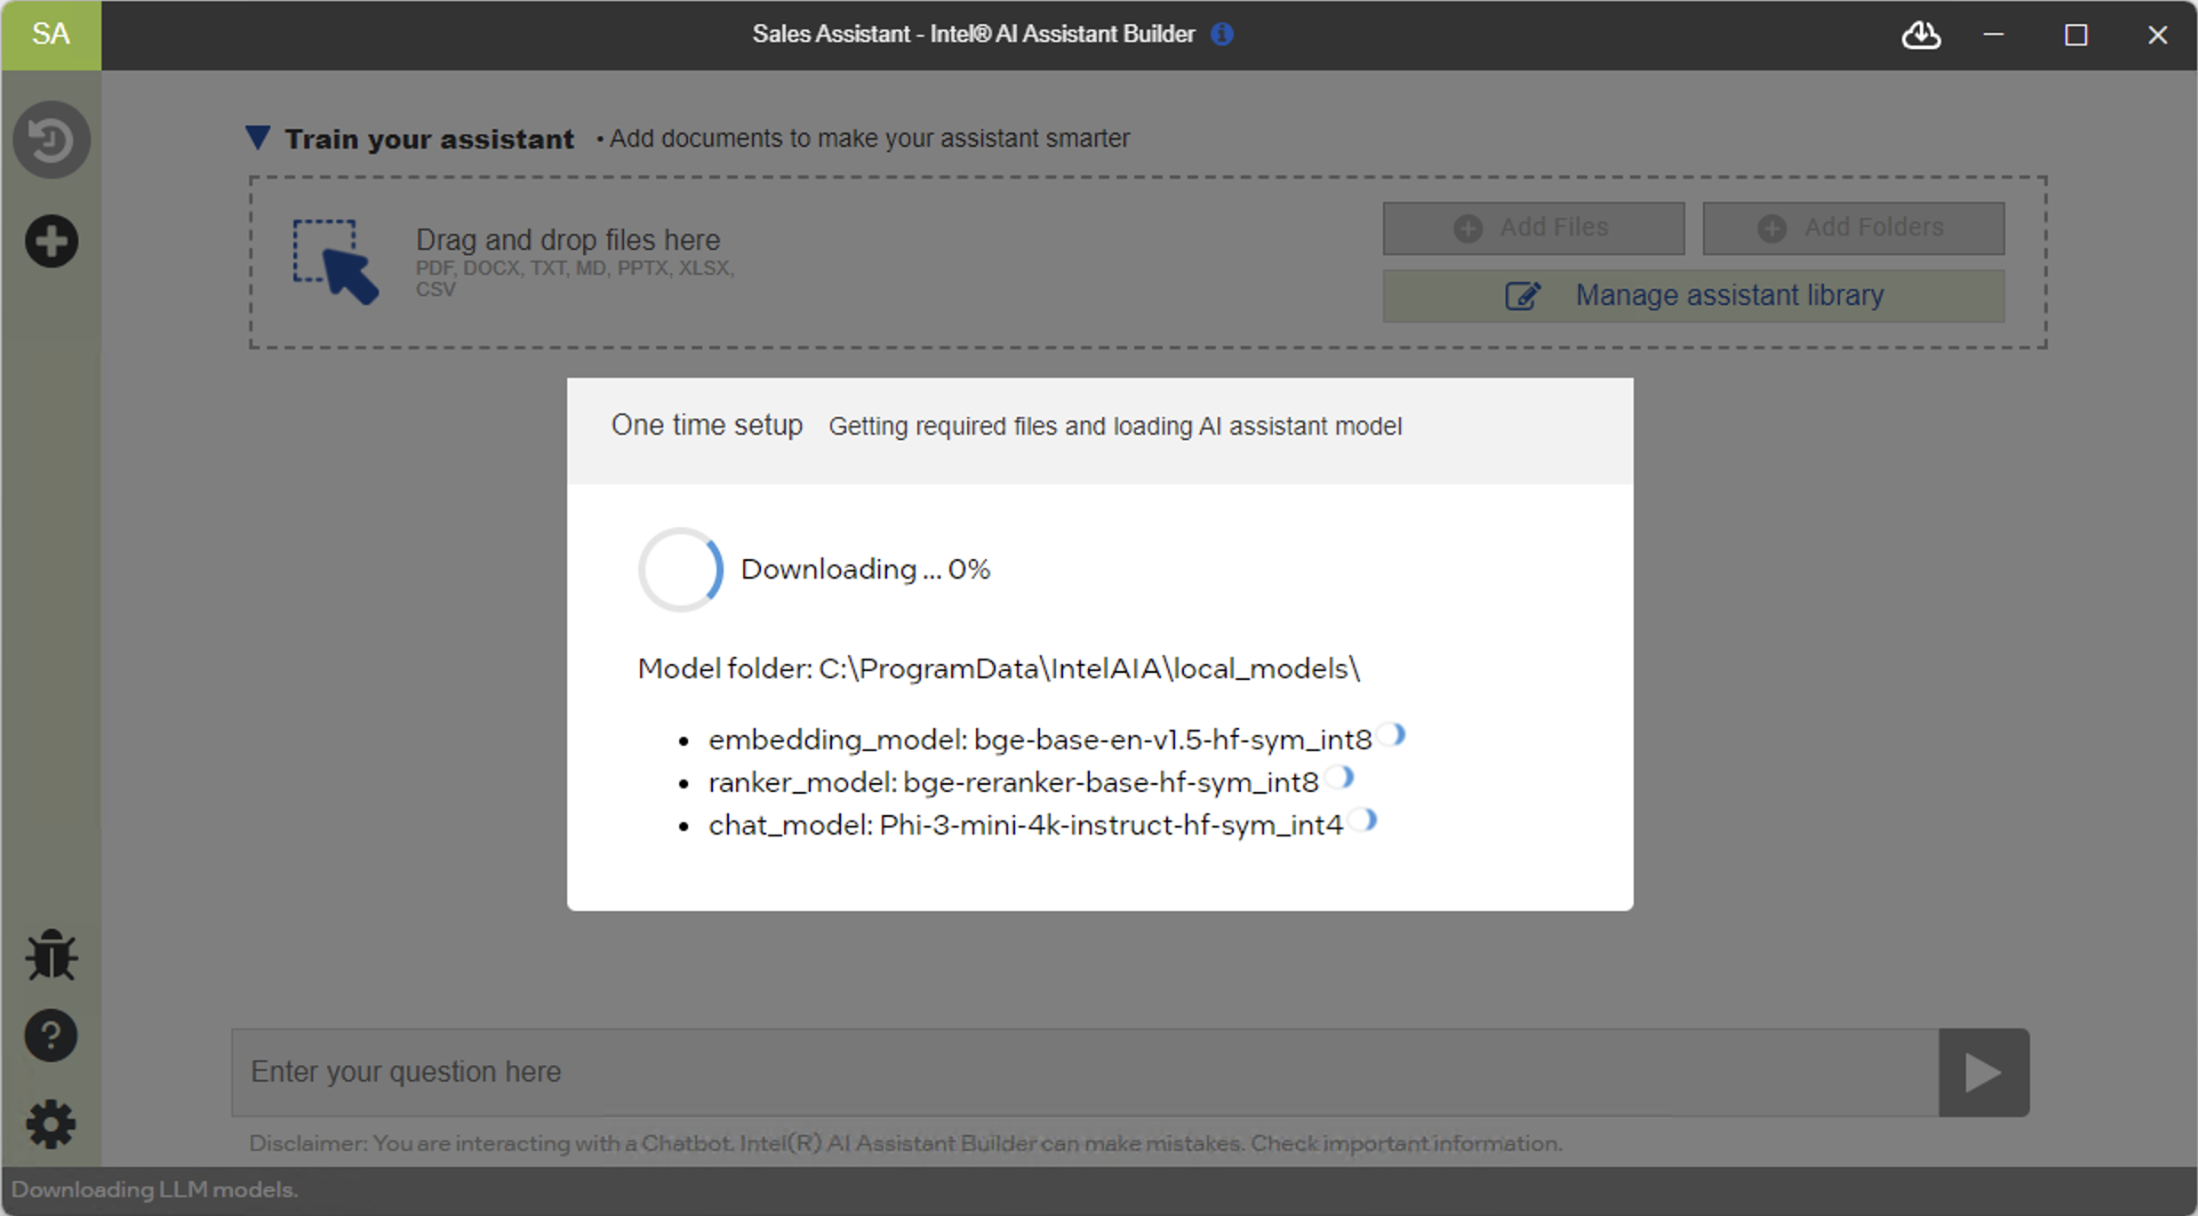 SA
Sales Assistant - Intel® AI Assistant Builder
Train your assistant • Add documents to make your assistant smarter
Drag and drop files here
PDF, DOCX, TXT, MD, PPTX, XLSX,
CSV
Add Files
Add Folders
Manage assistant library
One time setup Getting required files and loading AI assistant model
Downloading ... 0%
Model folder: C:\ProgramData\IntelAIA\local_models\
• embedding_model: bge-base-en-v1.5-hf-sym_int8
• ranker_model: bge-reranker-base-hf-sym_int8
• chat_model: Phi-3-mini-4k-instruct-hf-sym_int4
Enter your question here
Disclaimer: You are interacting with a Chatbot. Intel(R) AI Assistant Builder can make mistakes. Check important information.
Downloading LLM models.